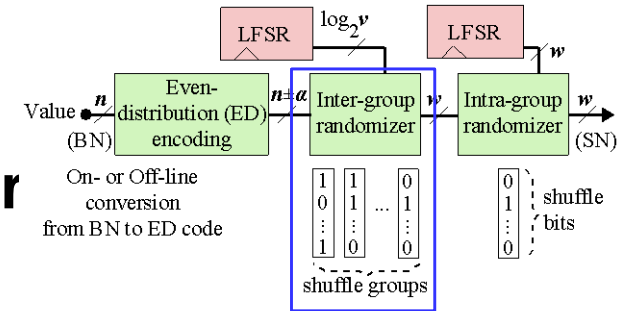 LFSR
log₂v
LFSR
w
Value
n
(BN)
Even-
distribution (ED)
encoding
n±α
Inter-group
randomizer
w
Intra-group
randomizer
w
(SN)
r
On- or Off-line
conversion
from BN to ED code
1 1 0
0 1 ... 1
⋮ ⋮ ⋮
1 0 0
shuffle groups
0
1
⋮
0
shuffle
bits